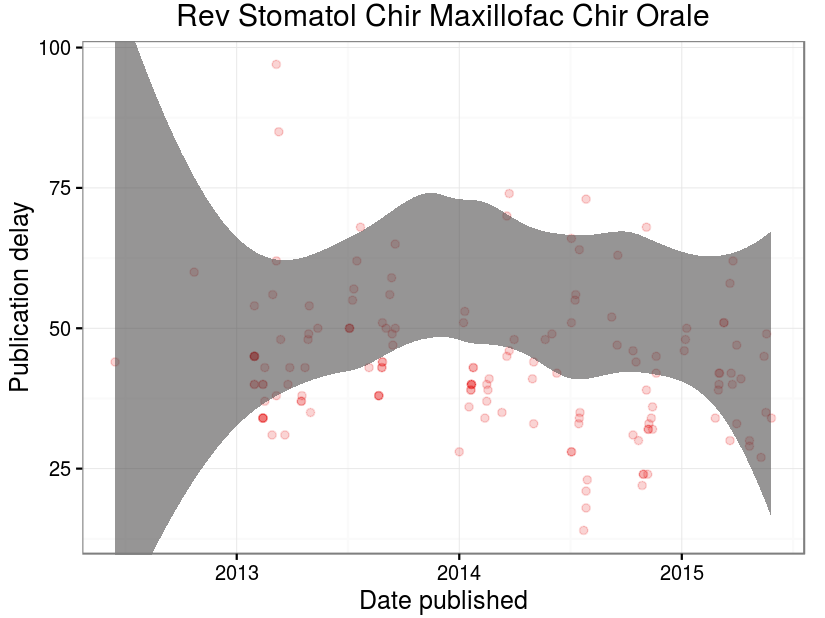 Rev Stomatol Chir Maxillofac Chir Orale
100
75
50
25
Publication delay
2013 2014 2015
Date published